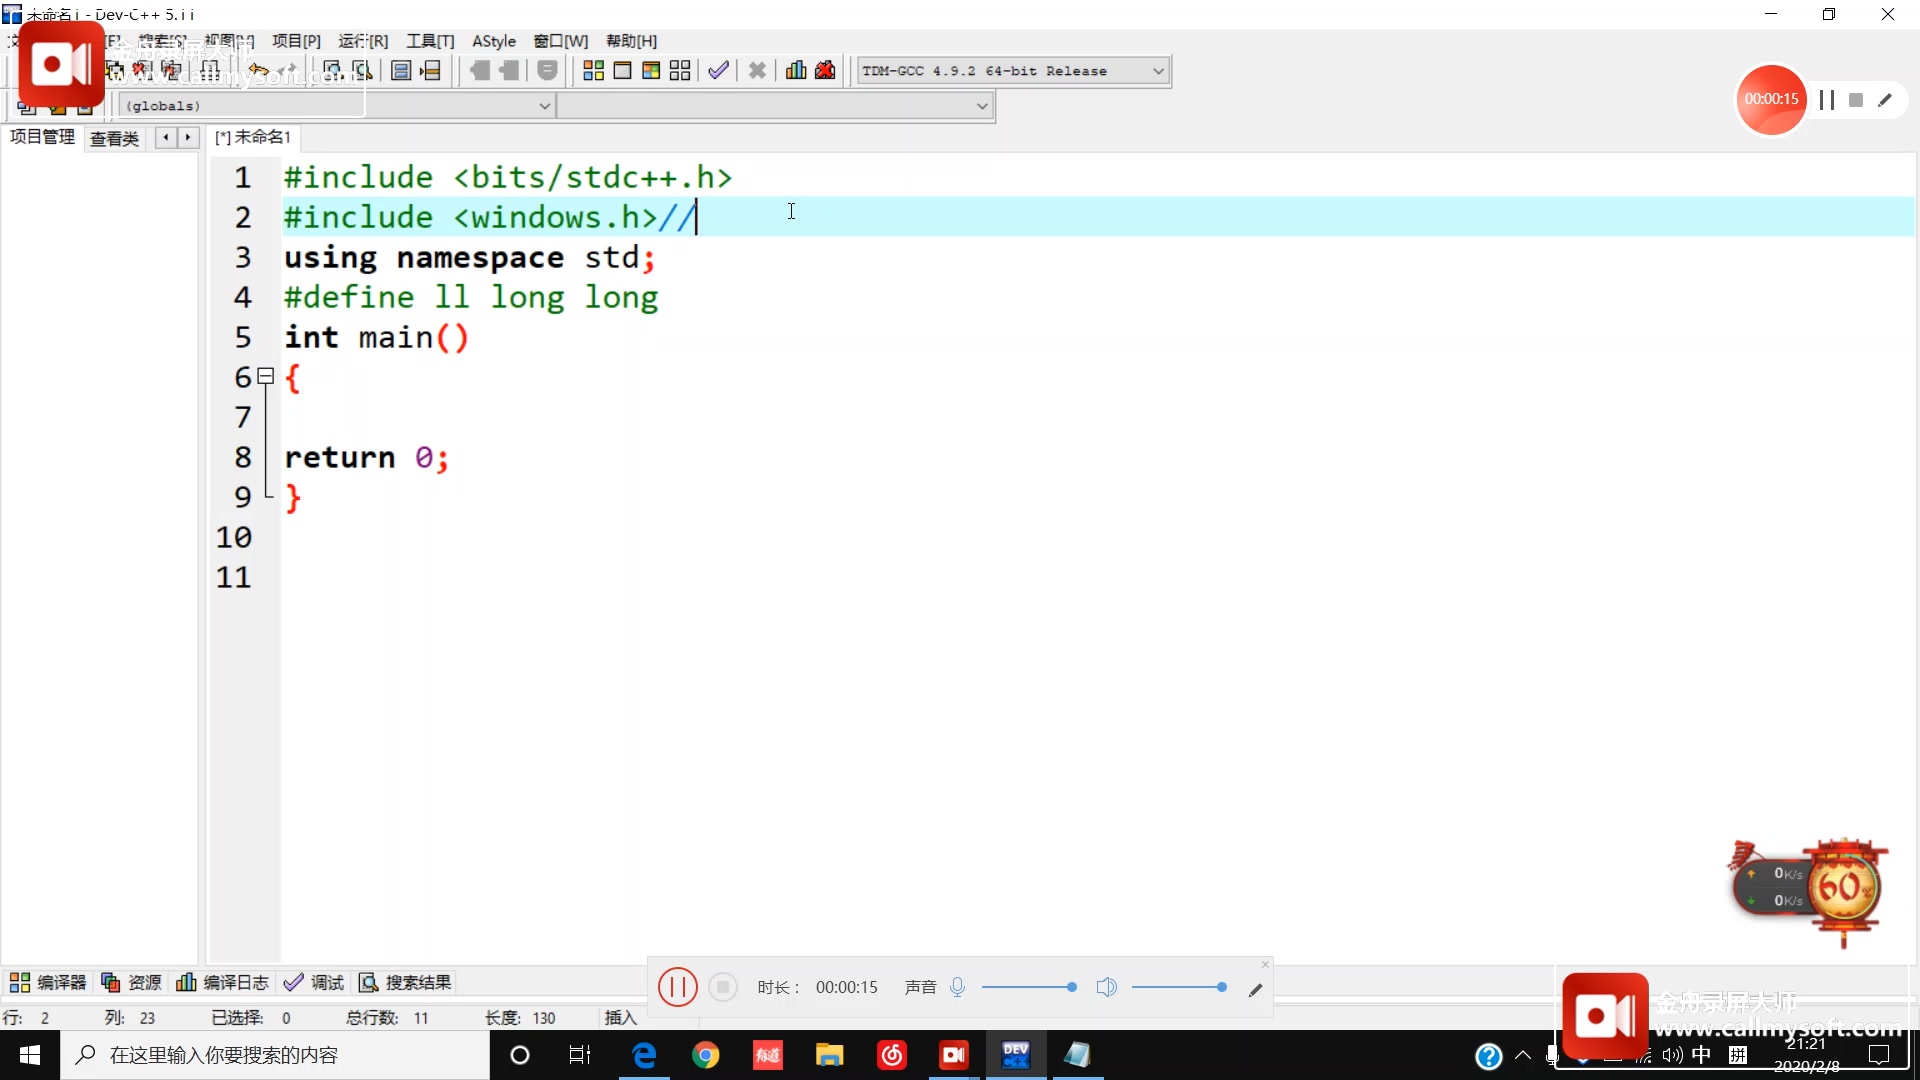 未命名1 - Dev-C++ 5.11
搜索[S] 视图[V] 项目[P] 运行[R] 工具[T] AStyle 窗口[W] 帮助[H]
金舟录屏大师
www.callmysoft.com
TDM-GCC 4.9.2 64-bit Release
(globals)
00:00:15
项目管理 查看类 [*] 未命名1
1 #include <bits/stdc++.h>
2 #include <windows.h>//
3 using namespace std;
4 #define ll long long
5 int main()
6 {
7
8 return 0;
9 }
10
11
0K/s
0K/s
60%
编译器 资源 编译日志 调试 搜索结果
时长： 00:00:15 声音
行: 2 列: 23 已选择: 0 总行数: 11 长度: 130 插入
金舟录屏大师
www.callmysoft.com
在这里输入你要搜索的内容
有道
DEV
C++
中 拼
21:21
2020/2/8